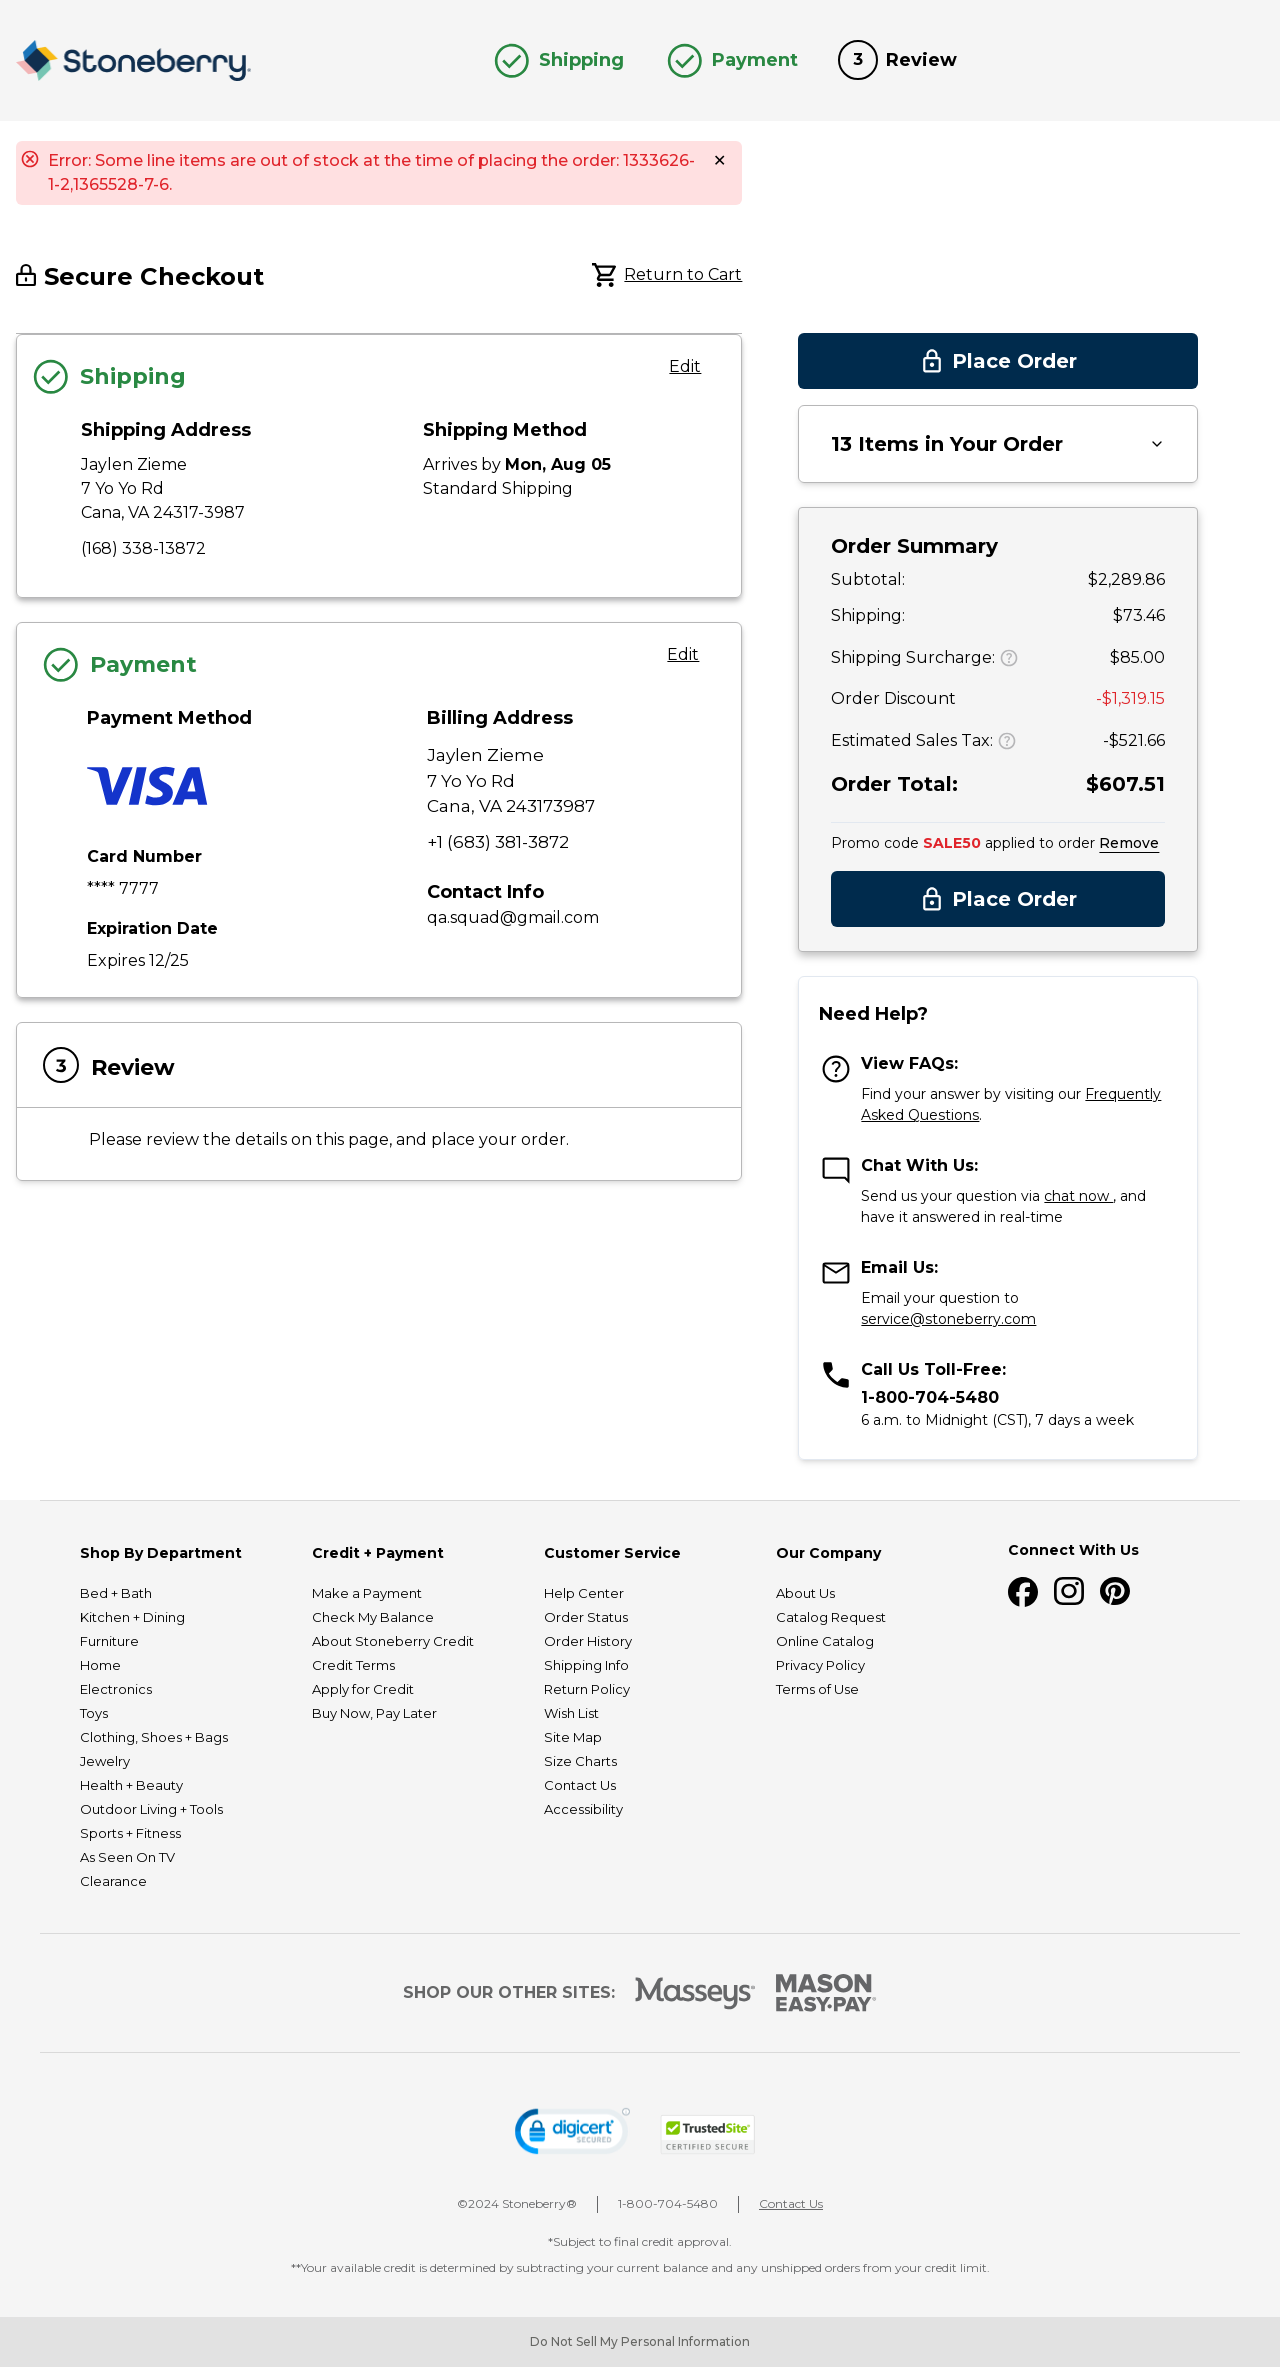 Stoneberry
Shipping
Payment
3 Review
Error: Some line items are out of stock at the time of placing the order: 1333626-
1-2,1365528-7-6.
Secure Checkout
Return to Cart
Shipping
Edit
Shipping Address
Jaylen Zieme
7 Yo Yo Rd
Cana, VA 24317-3987
(168) 338-13872
Shipping Method
Arrives by Mon, Aug 05
Standard Shipping
Payment
Edit
Payment Method
VISA
Card Number
**** 7777
Expiration Date
Expires 12/25
Billing Address
Jaylen Zieme
7 Yo Yo Rd
Cana, VA 243173987
+1 (683) 381-3872
Contact Info
qa.squad@gmail.com
3 Review
Please review the details on this page, and place your order.
Place Order
13 Items in Your Order
Order Summary
Subtotal: $2,289.86
Shipping: $73.46
Shipping Surcharge: $85.00
Order Discount -$1,319.15
Estimated Sales Tax: -$521.66
Order Total: $607.51
Promo code SALE50 applied to order Remove
Place Order
Need Help?
View FAQs:
Find your answer by visiting our Frequently
Asked Questions.
Chat With Us:
Send us your question via chat now , and
have it answered in real-time
Email Us:
Email your question to
service@stoneberry.com
Call Us Toll-Free:
1-800-704-5480
6 a.m. to Midnight (CST), 7 days a week
Shop By Department
Bed + Bath
Kitchen + Dining
Furniture
Home
Electronics
Toys
Clothing, Shoes + Bags
Jewelry
Health + Beauty
Outdoor Living + Tools
Sports + Fitness
As Seen On TV
Clearance
Credit + Payment
Make a Payment
Check My Balance
About Stoneberry Credit
Credit Terms
Apply for Credit
Buy Now, Pay Later
Customer Service
Help Center
Order Status
Order History
Shipping Info
Return Policy
Wish List
Site Map
Size Charts
Contact Us
Accessibility
Our Company
About Us
Catalog Request
Online Catalog
Privacy Policy
Terms of Use
Connect With Us
SHOP OUR OTHER SITES:
Masseys
MASON
EASY•PAY
digicert
SECURED
TrustedSite
CERTIFIED SECURE
©2024 Stoneberry®
1-800-704-5480
Contact Us
*Subject to final credit approval.
**Your available credit is determined by subtracting your current balance and any unshipped orders from your credit limit.
Do Not Sell My Personal Information